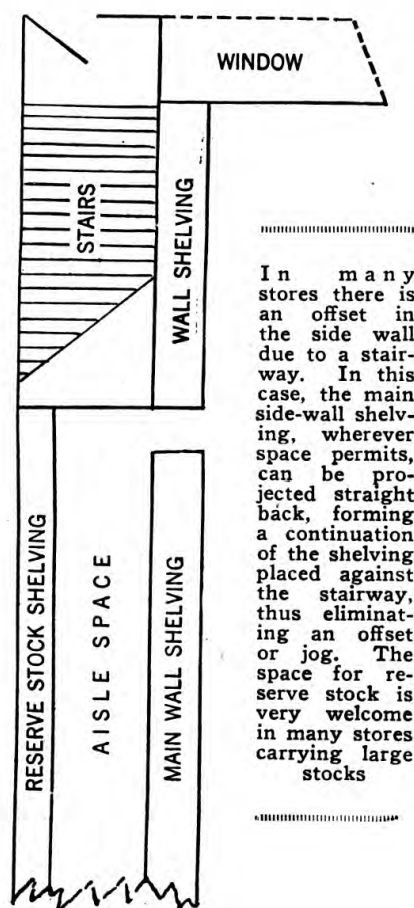 WINDOW
STAIRS
WALL SHELVING
RESERVE STOCK SHELVING
AISLE SPACE
MAIN WALL SHELVING
In many
stores there is
an offset in
the side wall
due to a stair-
way. In this
case, the main
side-wall shelv-
ing, wherever
space permits,
can be pro-
jected straight
back, forming
a continuation
of the shelving
placed against
the stairway,
thus eliminat-
ing an offset
or jog. The
space for re-
serve stock is
very welcome
in many stores
carrying large
stocks